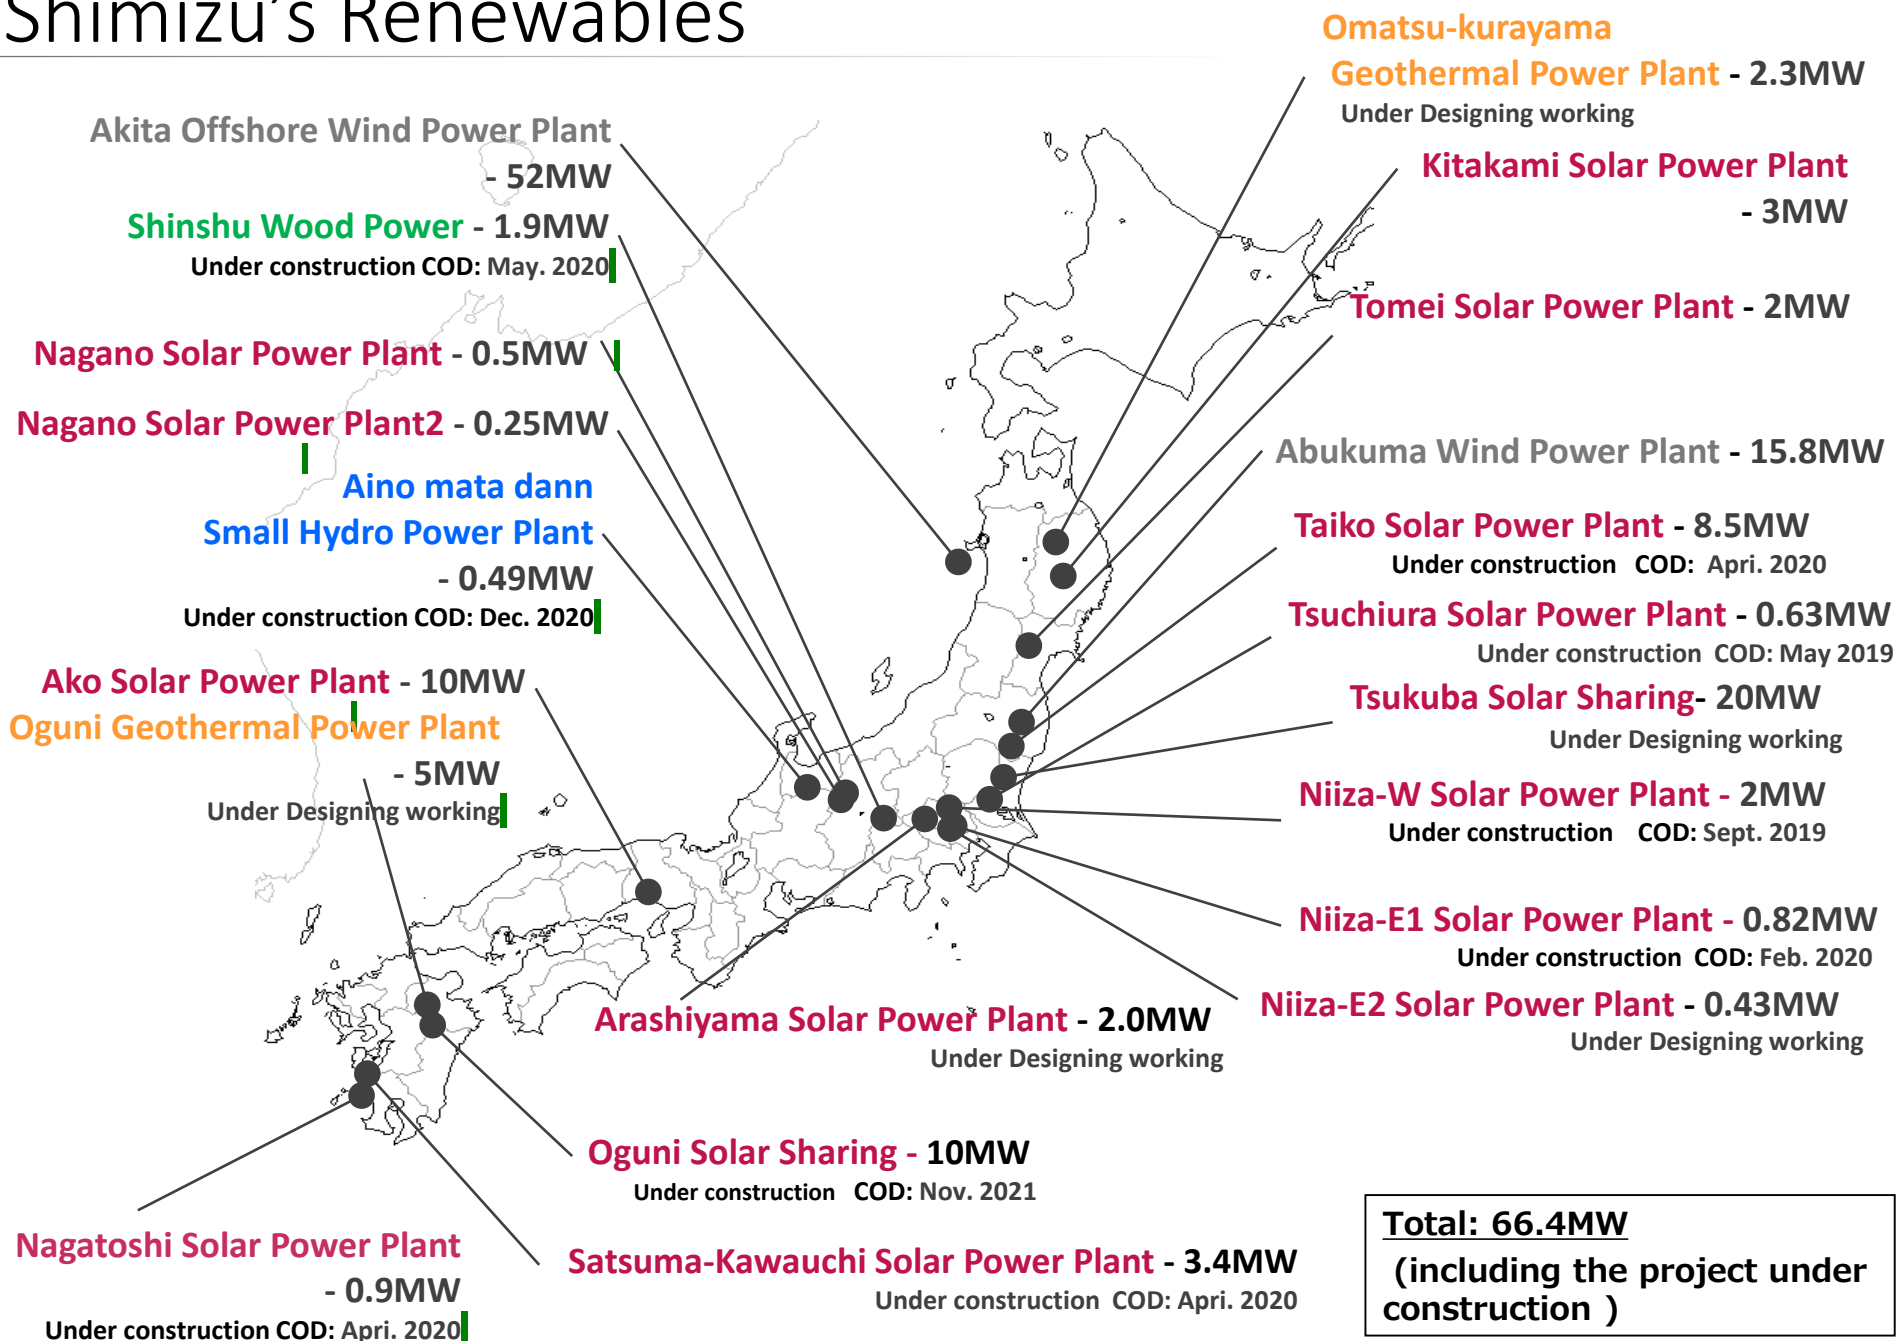 Shimizu's Renewables
Akita Offshore Wind Power Plant
- 52MW
Shinshu Wood Power - 1.9MW
Under construction COD: May. 2020
Nagano Solar Power Plant - 0.5MW
Nagano Solar Power Plant2 - 0.25MW
Aino mata dann
Small Hydro Power Plant
- 0.49MW
Under construction COD: Dec. 2020
Ako Solar Power Plant - 10MW
Oguni Geothermal Power Plant
- 5MW
Under Designing working
Omatsu-kurayama
Geothermal Power Plant - 2.3MW
Under Designing working
Kitakami Solar Power Plant
- 3MW
Tomei Solar Power Plant - 2MW
Abukuma Wind Power Plant - 15.8MW
Taiko Solar Power Plant - 8.5MW
Under construction COD: Apri. 2020
Tsuchiura Solar Power Plant - 0.63MW
Under construction COD: May 2019
Tsukuba Solar Sharing- 20MW
Under Designing working
Niiza-W Solar Power Plant - 2MW
Under construction COD: Sept. 2019
Niiza-E1 Solar Power Plant - 0.82MW
Under construction COD: Feb. 2020
Niiza-E2 Solar Power Plant - 0.43MW
Under Designing working
Arashiyama Solar Power Plant - 2.0MW
Under Designing working
Oguni Solar Sharing - 10MW
Under construction COD: Nov. 2021
Satsuma-Kawauchi Solar Power Plant - 3.4MW
Under construction COD: Apri. 2020
Nagatoshi Solar Power Plant
- 0.9MW
Under construction COD: Apri. 2020
Total: 66.4MW
(including the project under
construction )